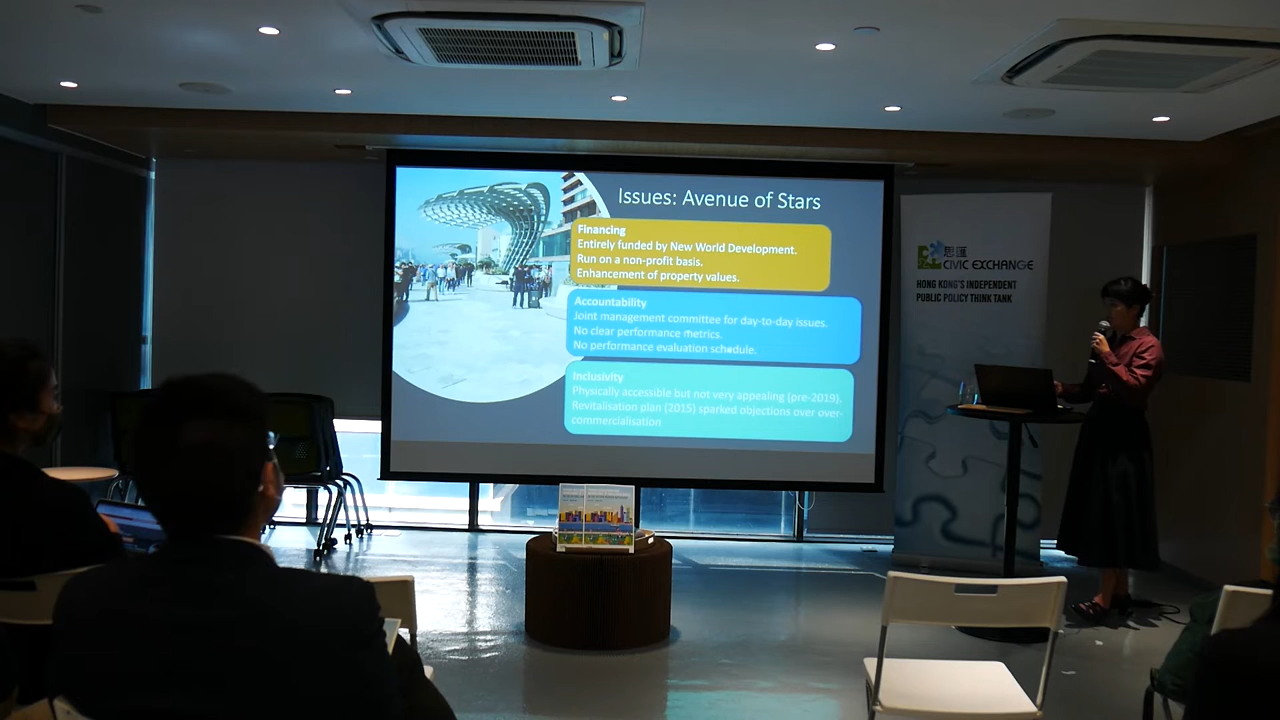 Issues: Avenue of Stars
Financing
Entirely funded by New World Development.
Run on a non-profit basis.
Enhancement of property values.
Accountability
Joint management committee for day-to-day issues.
No clear performance metrics.
No performance evaluation schedule.
Inclusivity
Physically accessible but not very appealing (pre-2019).
Revitalisation plan (2015) sparked objections over over-
commercialisation
思匯
CIVIC EXCHANGE
HONG KONG'S INDEPENDENT
PUBLIC POLICY THINK TANK